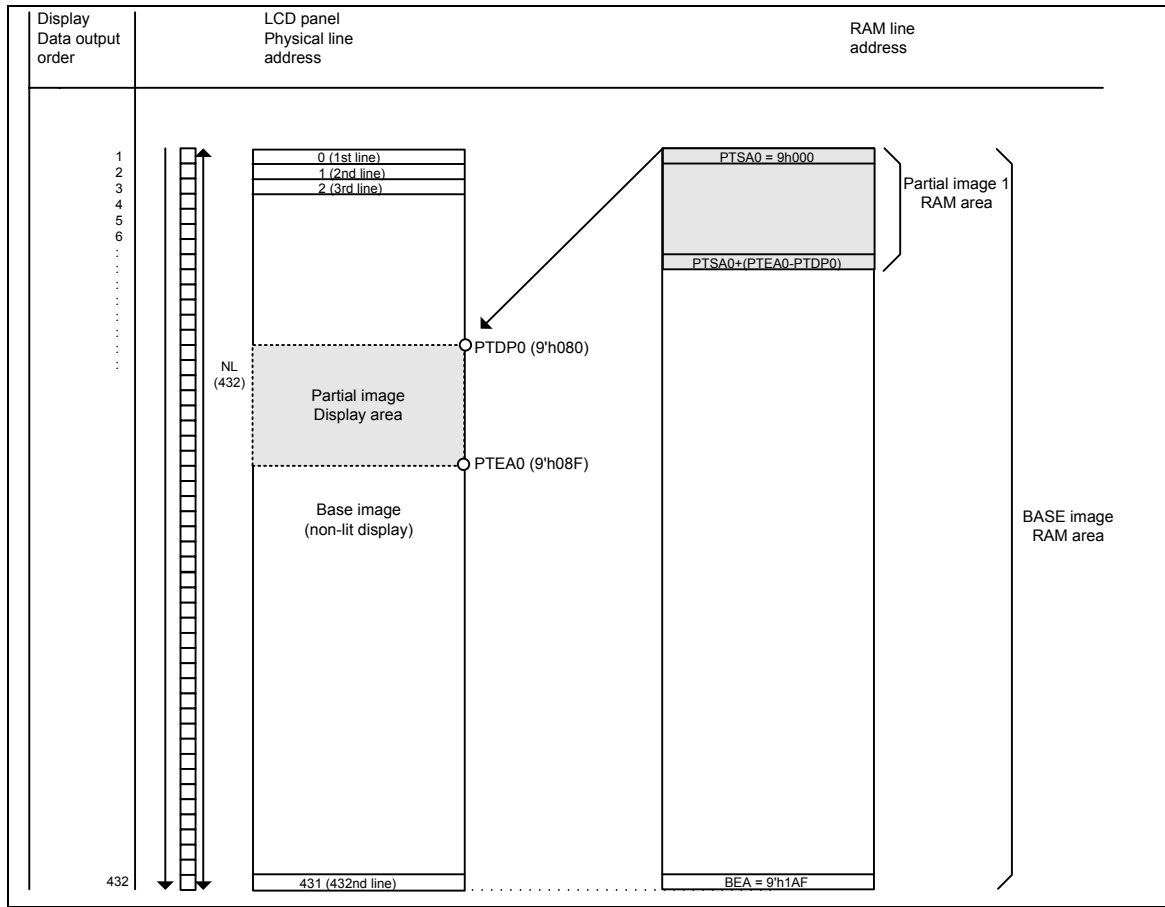 Display
Data output
order
LCD panel
Physical line
address
RAM line
address
1
2
3
4
5
6
:
:
:
:
:
:
:
:
432
NL
(432)
0 (1st line)
1 (2nd line)
2 (3rd line)
Partial image
Display area
Base image
(non-lit display)
431 (432nd line)
PTDP0 (9'h080)
PTEA0 (9'h08F)
PTSA0 = 9h000
PTSA0+(PTEA0-PTDP0)
BEA = 9'h1AF
Partial image 1
RAM area
BASE image
RAM area